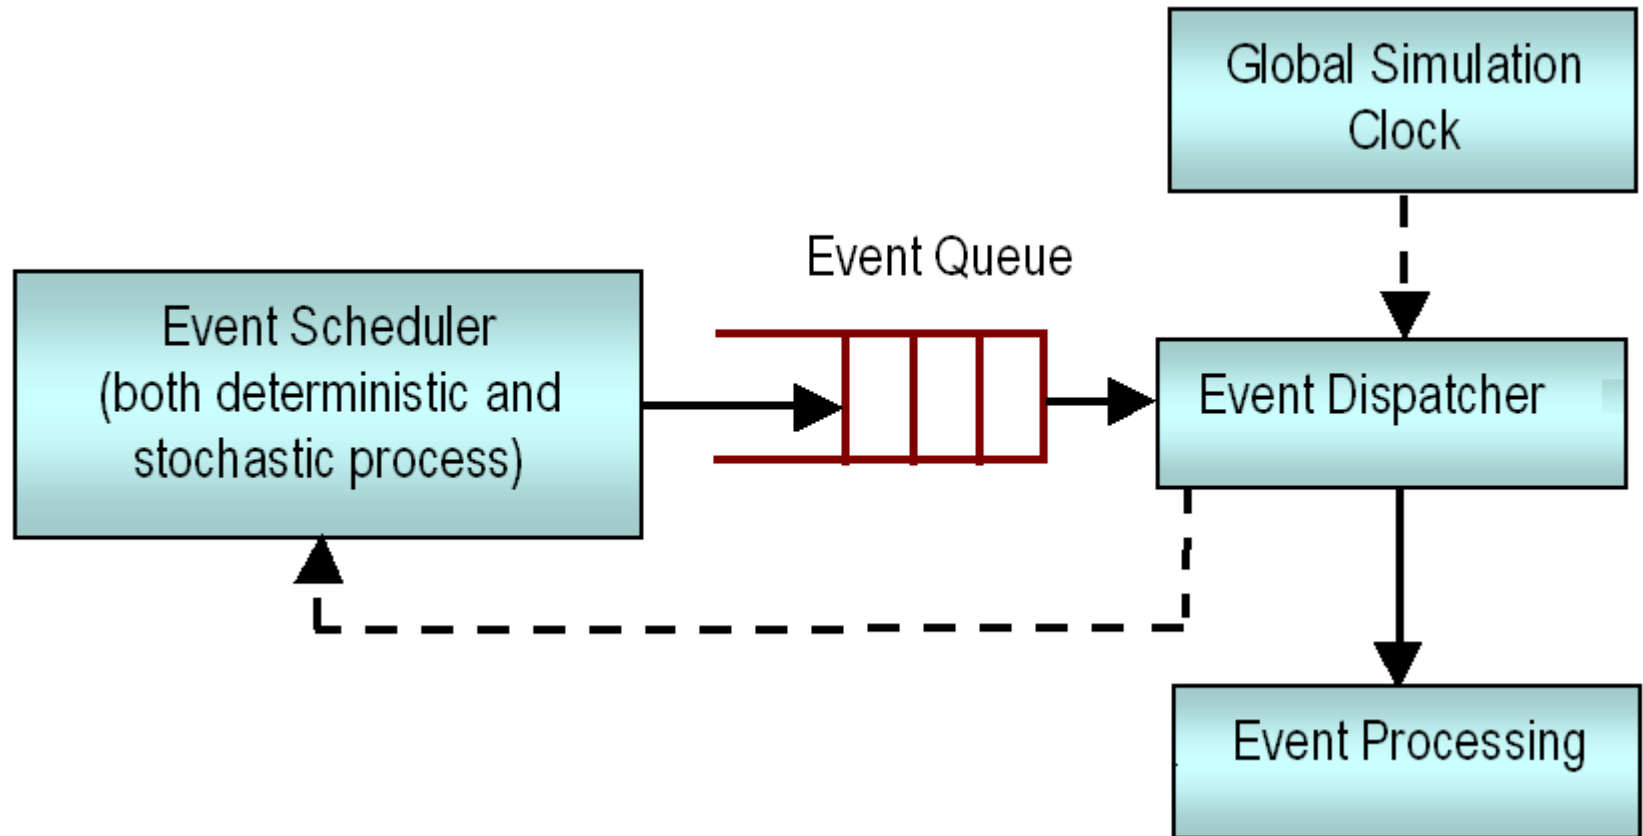 Global Simulation
Clock
Event Queue
Event Scheduler
(both deterministic and
stochastic process)
Event Dispatcher
Event Processing